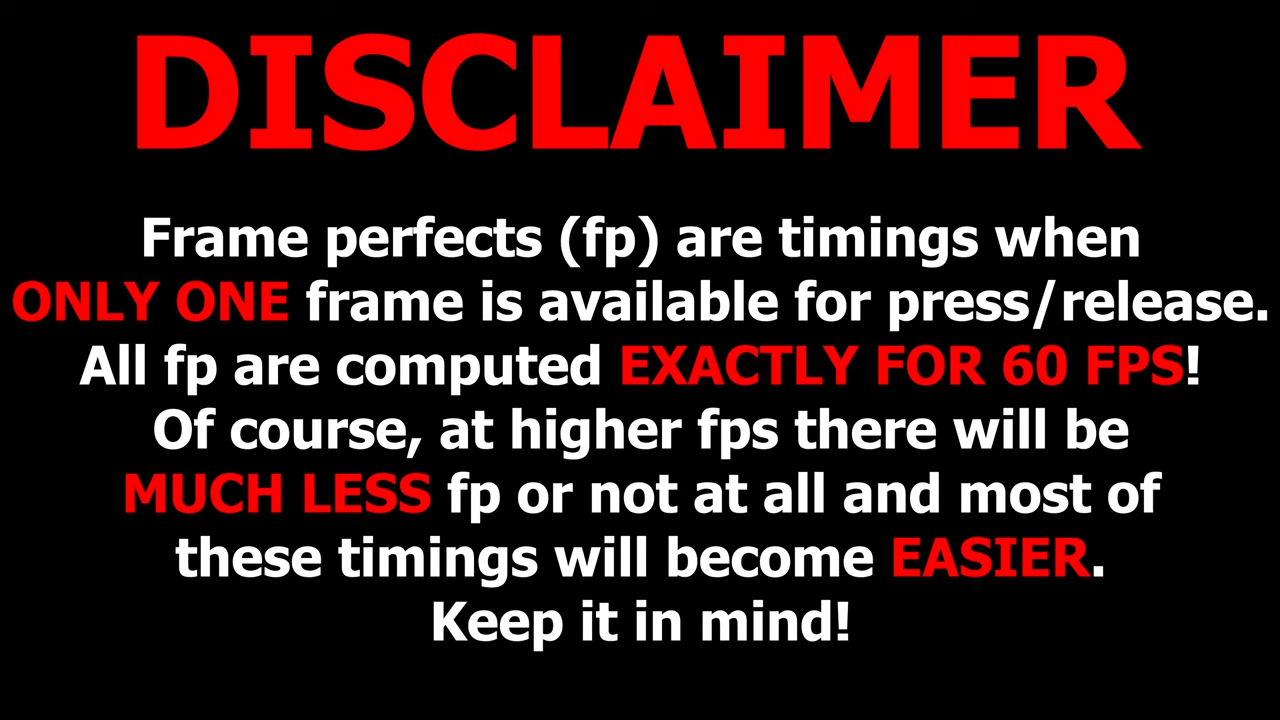 DISCLAIMER
Frame perfects (fp) are timings when
ONLY ONE frame is available for press/release.
All fp are computed EXACTLY FOR 60 FPS!
Of course, at higher fps there will be
MUCH LESS fp or not at all and most of
these timings will become EASIER.
Keep it in mind!